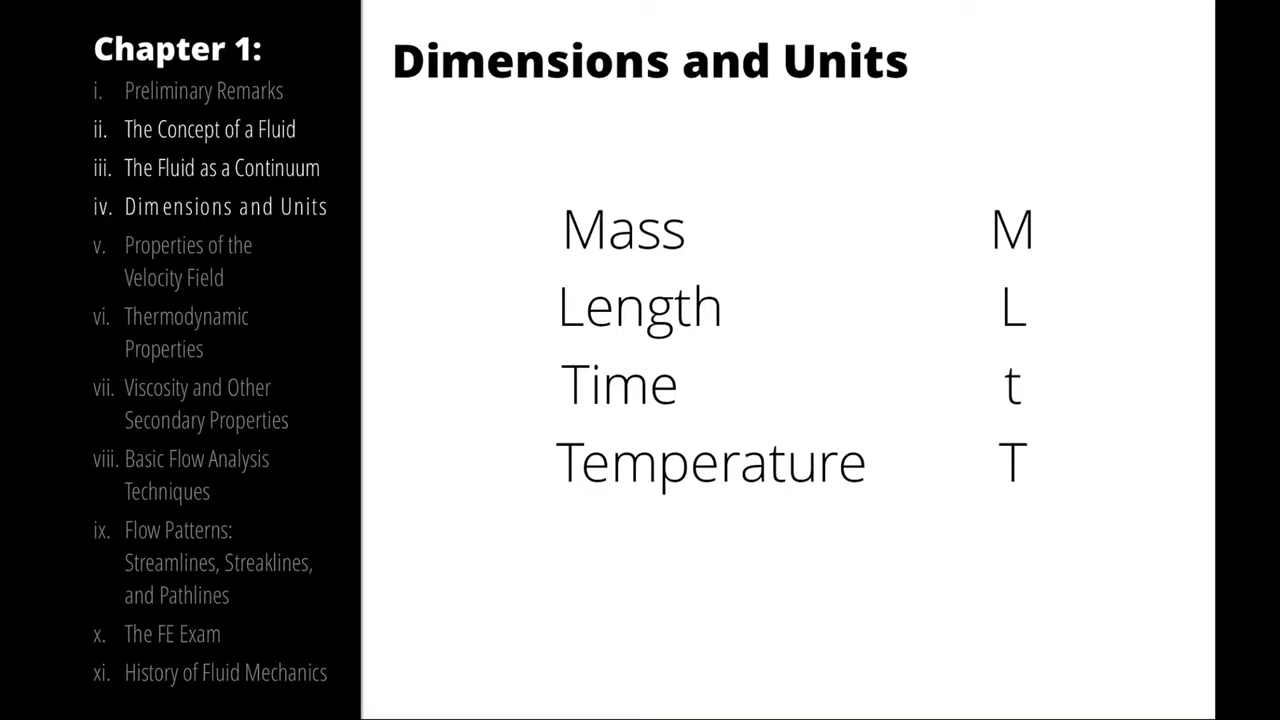 Chapter 1:
i. Preliminary Remarks
ii. The Concept of a Fluid
iii. The Fluid as a Continuum
iv. Dimensions and Units
v. Properties of the
Velocity Field
vi. Thermodynamic
Properties
vii. Viscosity and Other
Secondary Properties
viii. Basic Flow Analysis
Techniques
ix. Flow Patterns:
Streamlines, Streaklines,
and Pathlines
x. The FE Exam
xi. History of Fluid Mechanics
Dimensions and Units
Mass M
Length L
Time t
Temperature T